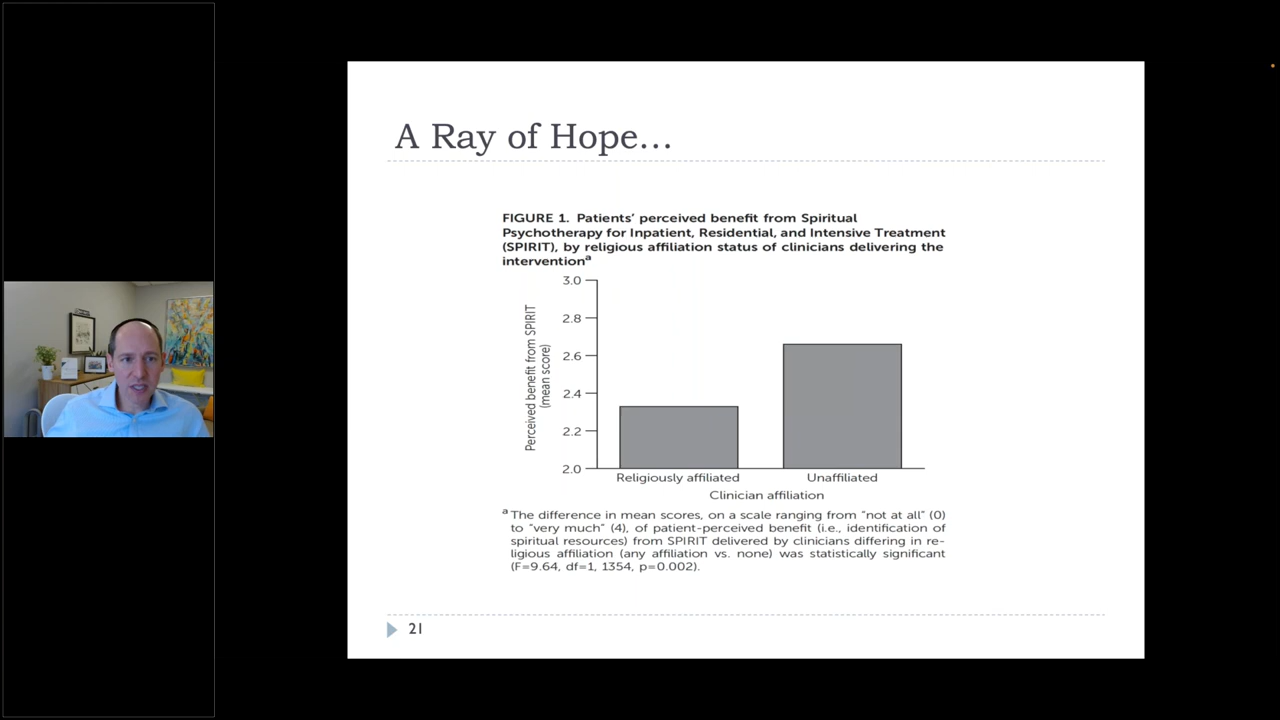 A Ray of Hope...
FIGURE 1. Patients' perceived benefit from Spiritual
Psychotherapy for Inpatient, Residential, and Intensive Treatment
(SPIRIT), by religious affiliation status of clinicians delivering the
interventionᵃ
Perceived benefit from SPIRIT
(mean score)
3.0
2.8
2.6
2.4
2.2
2.0
Religiously affiliated Unaffiliated
Clinician affiliation
ᵃ The difference in mean scores, on a scale ranging from "not at all" (0)
to "very much" (4), of patient-perceived benefit (i.e., identification of
spiritual resources) from SPIRIT delivered by clinicians differing in re-
ligious affiliation (any affiliation vs. none) was statistically significant
(F=9.64, df=1, 1354, p=0.002).
21